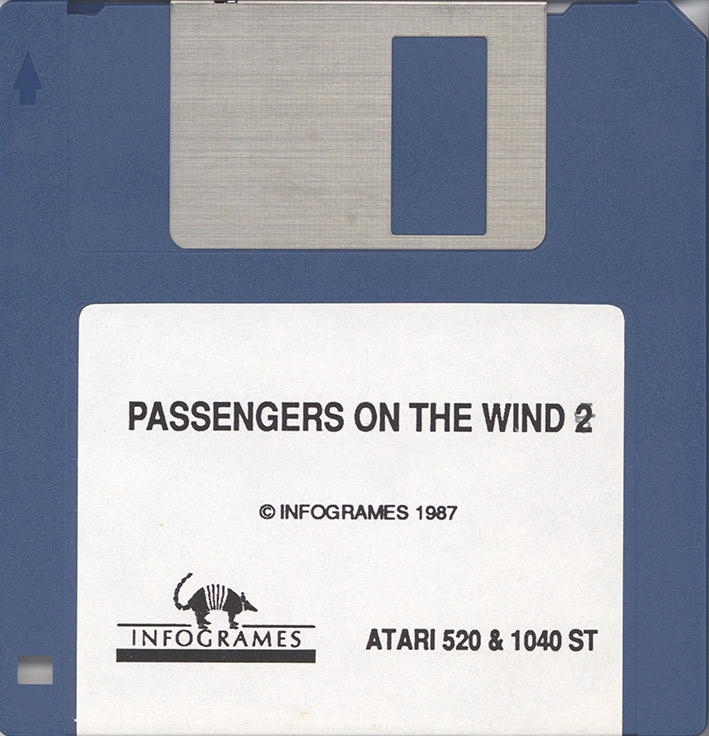 PASSENGERS ON THE WIND 2
© INFOGRAMES 1987
INFOGRAMES
ATARI 520 & 1040 ST